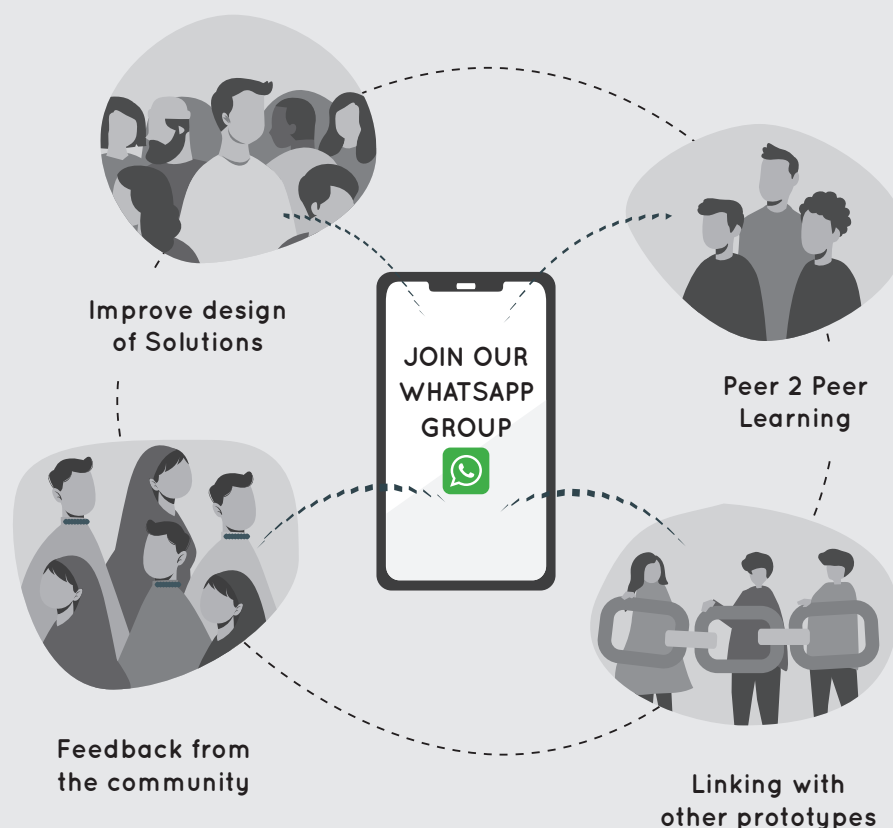 Improve design
of Solutions
JOIN OUR
WHATSAPP
GROUP
Peer 2 Peer
Learning
Feedback from
the community
Linking with
other prototypes